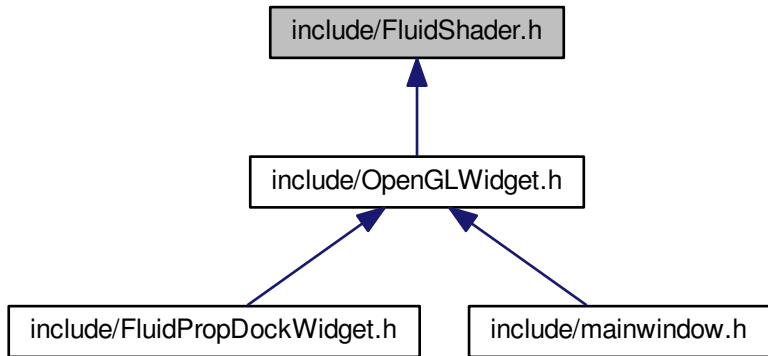 include/FluidShader.h
include/OpenGLWidget.h
include/FluidPropDockWidget.h
include/mainwindow.h